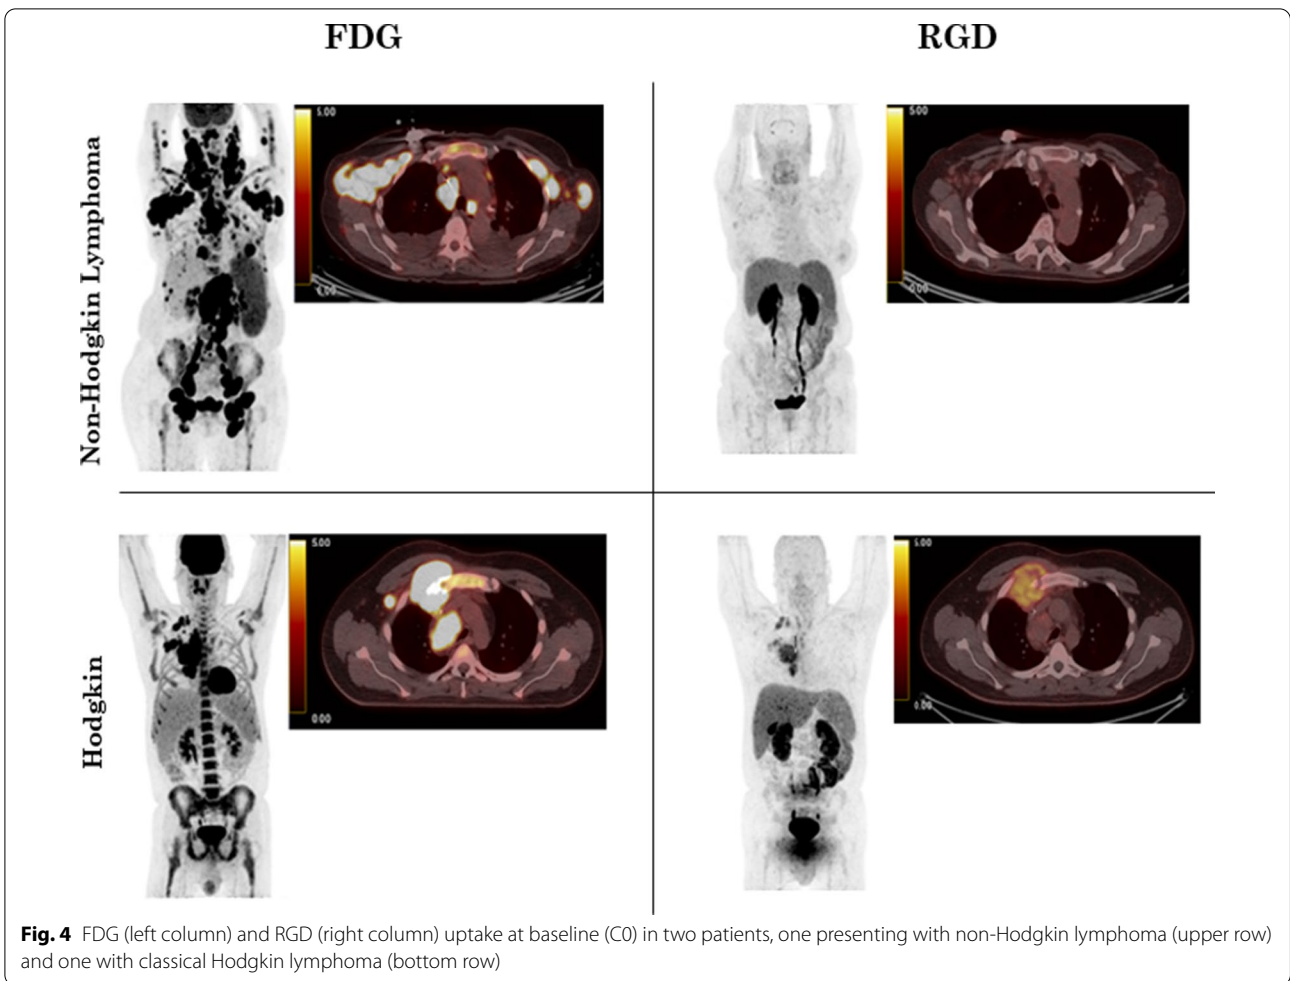 FDG
RGD
Non-Hodgkin Lymphoma
5.00
0.00
5.00
0.00
Hodgkin
5.00
0.00
5.00
0.00
Fig. 4 FDG (left column) and RGD (right column) uptake at baseline (C0) in two patients, one presenting with non-Hodgkin lymphoma (upper row)
and one with classical Hodgkin lymphoma (bottom row)